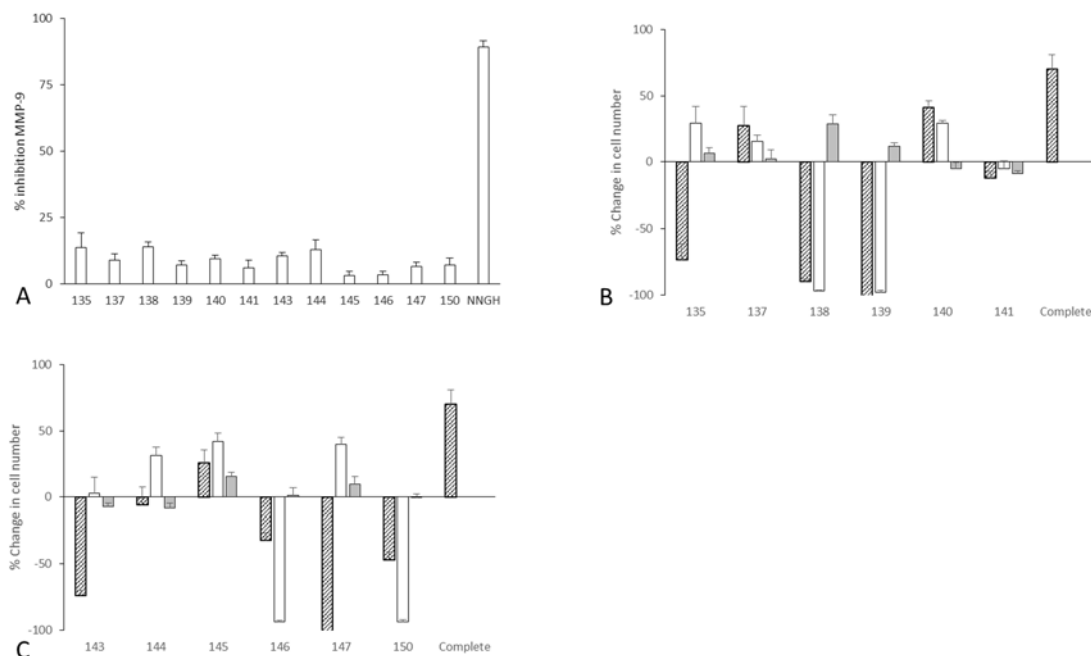 100
75
50
25
0
% inhibition MMP-9
135 137 138 139 140 141 143 144 145 146 147 150 NNGH
A
100
50
0
-50
-100
% Change in cell number
135 137 138 139 140 141 Complete
B
100
50
0
-50
-100
% Change in cell number
143 144 145 146 147 150 Complete
C